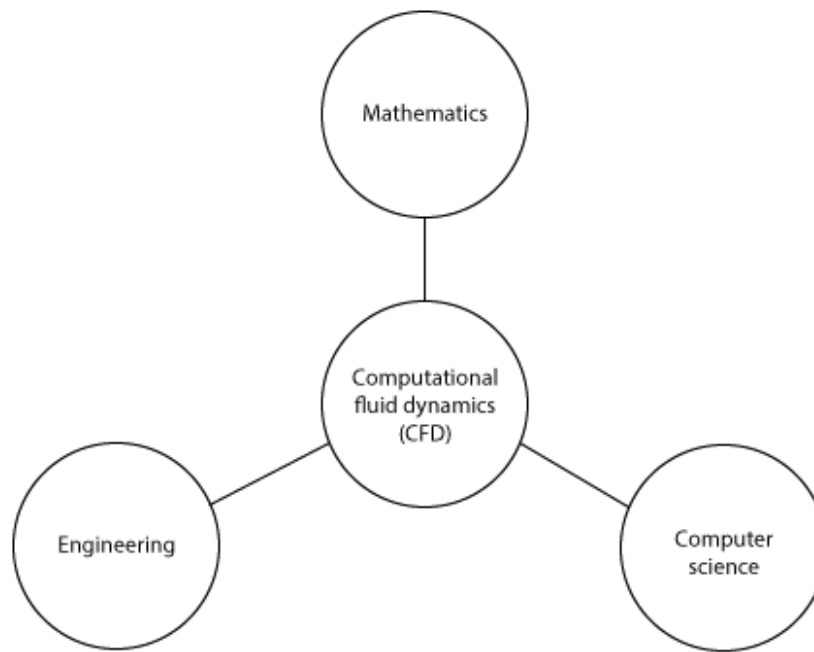 Mathematics
Computational
fluid dynamics
(CFD)
Engineering
Computer
science